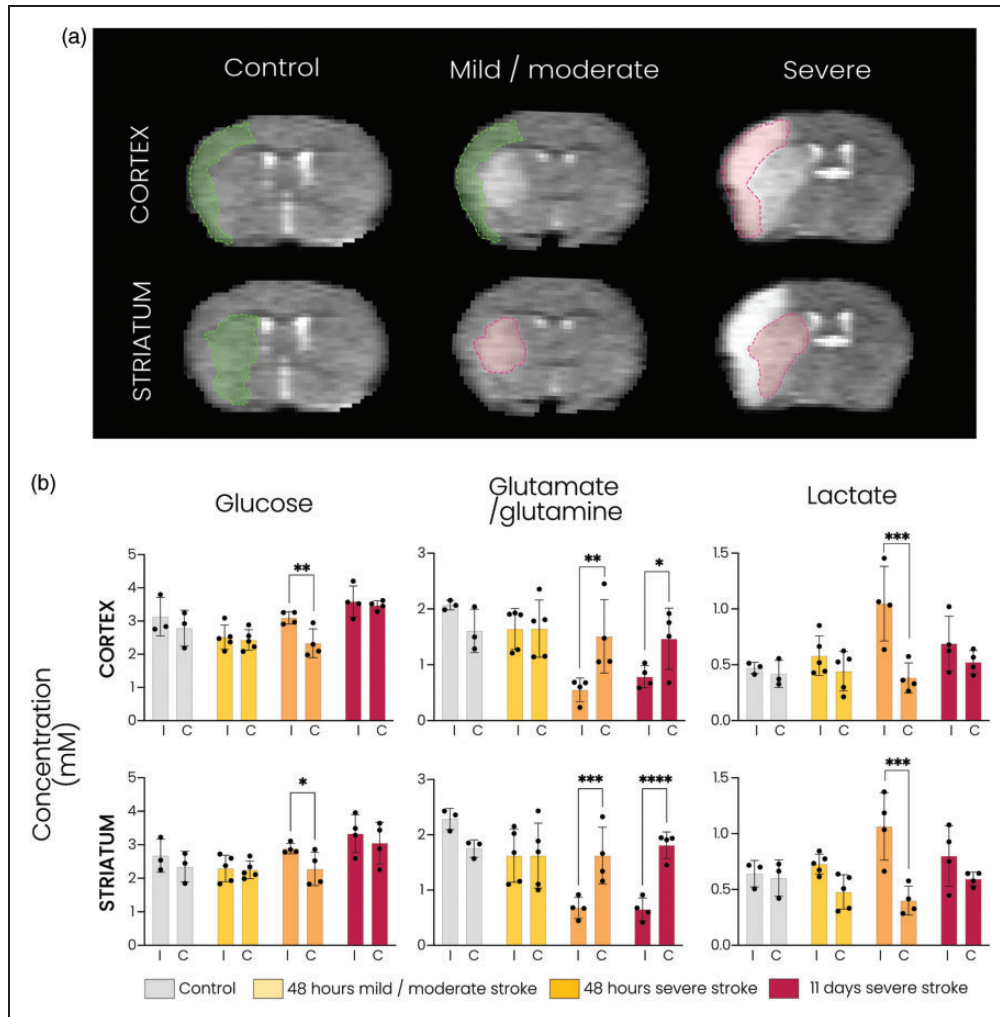 (a)
Control Mild / moderate Severe
CORTEX
STRIATUM
(b)
Concentration
(mM)
Glucose
Glutamate
/glutamine
Lactate
CORTEX
5
4
3
2
1
0
**
I C I C I C I C
3
2
1
0
** *
I C I C I C I C
1.5
1.0
0.5
0.0
***
I C I C I C I C
STRIATUM
5
4
3
2
1
0
*
I C I C I C I C
3
2
1
0
*** ****
I C I C I C I C
1.5
1.0
0.5
0.0
***
I C I C I C I C
Control 48 hours mild / moderate stroke 48 hours severe stroke 11 days severe stroke